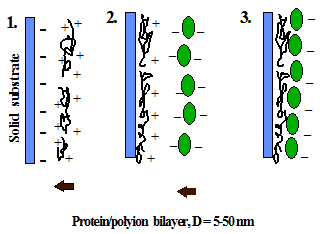 1.
2.
3.
Solid substrate
Protein/polyion bilayer, D = 5-50 nm